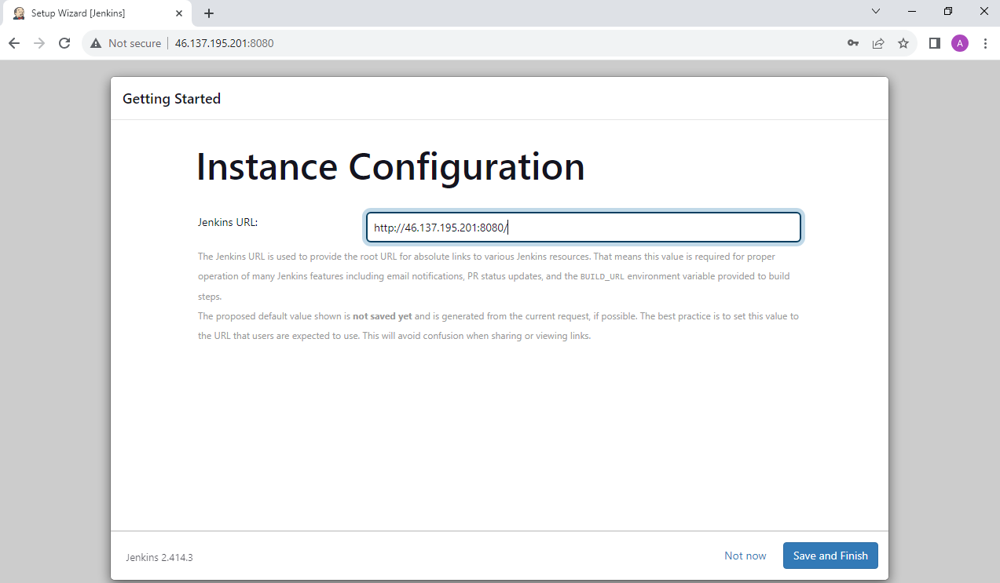 Setup Wizard [Jenkins]
Not secure 46.137.195.201:8080
A
Getting Started
Instance Configuration
Jenkins URL:
http://46.137.195.201:8080/
The Jenkins URL is used to provide the root URL for absolute links to various Jenkins resources. That means this value is required for proper
operation of many Jenkins features including email notifications, PR status updates, and the BUILD_URL environment variable provided to build
steps.
The proposed default value shown is not saved yet and is generated from the current request, if possible. The best practice is to set this value to
the URL that users are expected to use. This will avoid confusion when sharing or viewing links.
Jenkins 2.414.3
Not now
Save and Finish